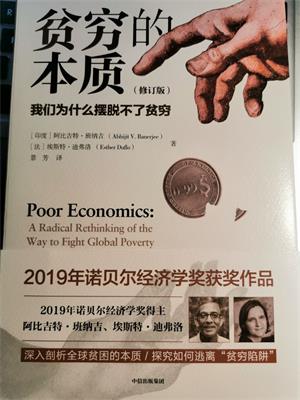 贫穷的
本质（修订版）
我们为什么摆脱不了贫穷
［印度］阿比吉特·班纳吉（Abhijit V. Banerjee）
［法］埃斯特·迪弗洛（Esther Duflo） 著
景芳 译
Poor Economics:
A Radical Rethinking of the
Way to Fight Global Poverty
2019年诺贝尔经济学奖获奖作品
2019年诺贝尔经济学奖得主
阿比吉特·班纳吉、埃斯特·迪弗洛
深入剖析全球贫困的本质/探究如何逃离“贫穷陷阱”
中信出版集团